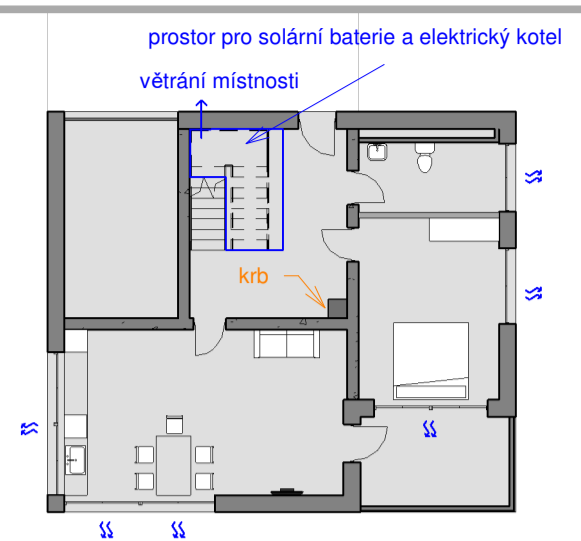 prostor pro solární baterie a elektrický kotel
větrání místnosti
krb